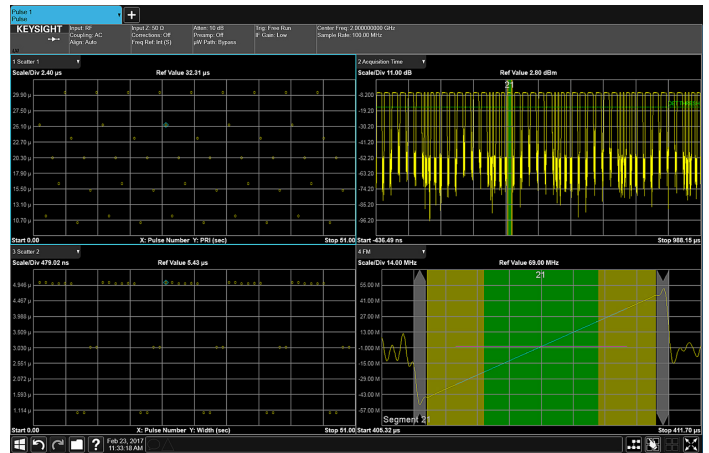 Pulse 1
Pulse
KEYSIGHT
Input: RF
Coupling: AC
Align: Auto
Input Z: 50 Ω
Corrections: Off
Freq Ref: Int (S)
Atten: 10 dB
Preamp: Off
µW Path: Bypass
Trig: Free Run
IF Gain: Low
Center Freq: 2.000000000 GHz
Sample Rate: 100.00 MHz
1 Scatter 1
Scale/Div 2.40 µs
Ref Value 32.31 µs
29.90 µ
27.50 µ
25.10 µ
22.70 µ
20.30 µ
17.90 µ
15.50 µ
13.10 µ
10.70 µ
Start 0.00
X: Pulse Number Y: PRI (sec)
Stop 51.00
2 Acquisition Time
Scale/Div 11.00 dB
Ref Value 2.80 dBm
21
-8.200
-19.20
-30.20
-41.20
-52.20
-63.20
-74.20
-85.20
-96.20
Start -436.49 ns
Stop 988.15 µs
3 Scatter 2
Scale/Div 479.02 ns
Ref Value 5.43 µs
4.946 µ
4.467 µ
3.988 µ
3.509 µ
3.030 µ
2.551 µ
2.072 µ
1.593 µ
1.114 µ
Start 0.00
X: Pulse Number Y: Width (sec)
Stop 51.00
4 FM
Scale/Div 14.00 MHz
Ref Value 69.00 MHz
21
55.00 M
41.00 M
27.00 M
13.00 M
-1.000 M
-15.00 M
-29.00 M
-43.00 M
-57.00 M
Segment 21
Start 405.32 µs
Stop 411.70 µs
?
Feb 23, 2017
11:33:18 AM